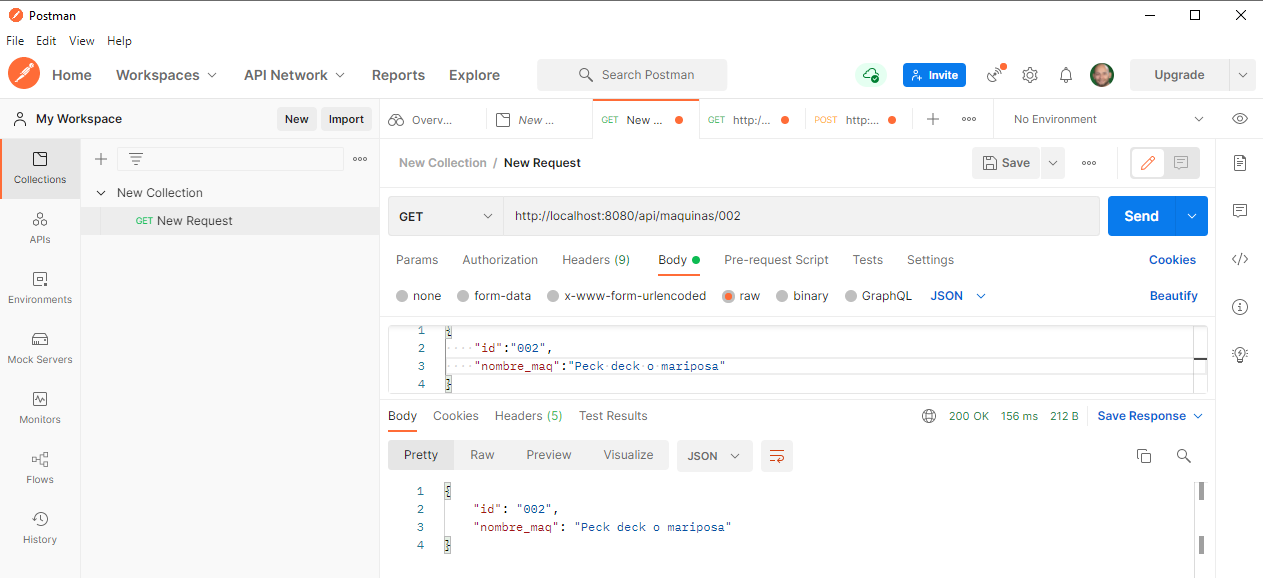 Postman
File Edit View Help
Home Workspaces API Network Reports Explore Search Postman Invite Upgrade
My Workspace New Import
Overv... New ... GET New ... GET http:/... POST http:... No Environment
Collections
APIs
Environments
Mock Servers
Monitors
Flows
History
New Collection
GET New Request
New Collection / New Request Save
GET http://localhost:8080/api/maquinas/002 Send
Params Authorization Headers (9) Body Pre-request Script Tests Settings Cookies
none form-data x-www-form-urlencoded raw binary GraphQL JSON Beautify
1 {
2 "id":"002",
3 "nombre_maq":"Peck deck o mariposa"
4 }
Body Cookies Headers (5) Test Results 200 OK 156 ms 212 B Save Response
Pretty Raw Preview Visualize JSON
1 {
2 "id": "002",
3 "nombre_maq": "Peck deck o mariposa"
4 }